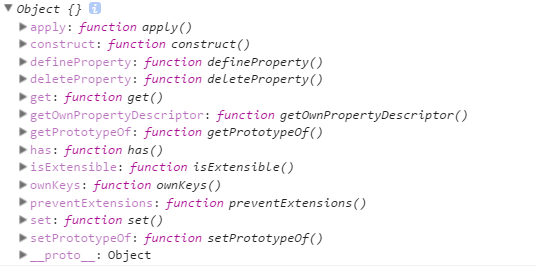 Object {} i
apply: function apply()
construct: function construct()
defineProperty: function defineProperty()
deleteProperty: function deleteProperty()
get: function get()
getOwnPropertyDescriptor: function getOwnPropertyDescriptor()
getPrototypeOf: function getPrototypeOf()
has: function has()
isExtensible: function isExtensible()
ownKeys: function ownKeys()
preventExtensions: function preventExtensions()
set: function set()
setPrototypeOf: function setPrototypeOf()
__proto__: Object